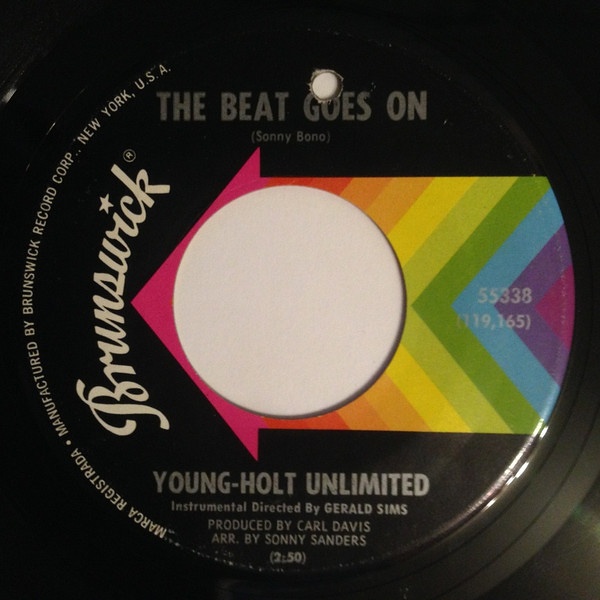 THE BEAT GOES ON
(Sonny Bono)
Brunswick®
MARCA REGISTRADA • MANUFACTURED BY BRUNSWICK RECORD CORP., NEW YORK, U.S.A.
55338
(119,165)
YOUNG-HOLT UNLIMITED
Instrumental Directed By GERALD SIMS
PRODUCED BY CARL DAVIS
ARR. BY SONNY SANDERS
(2:50)